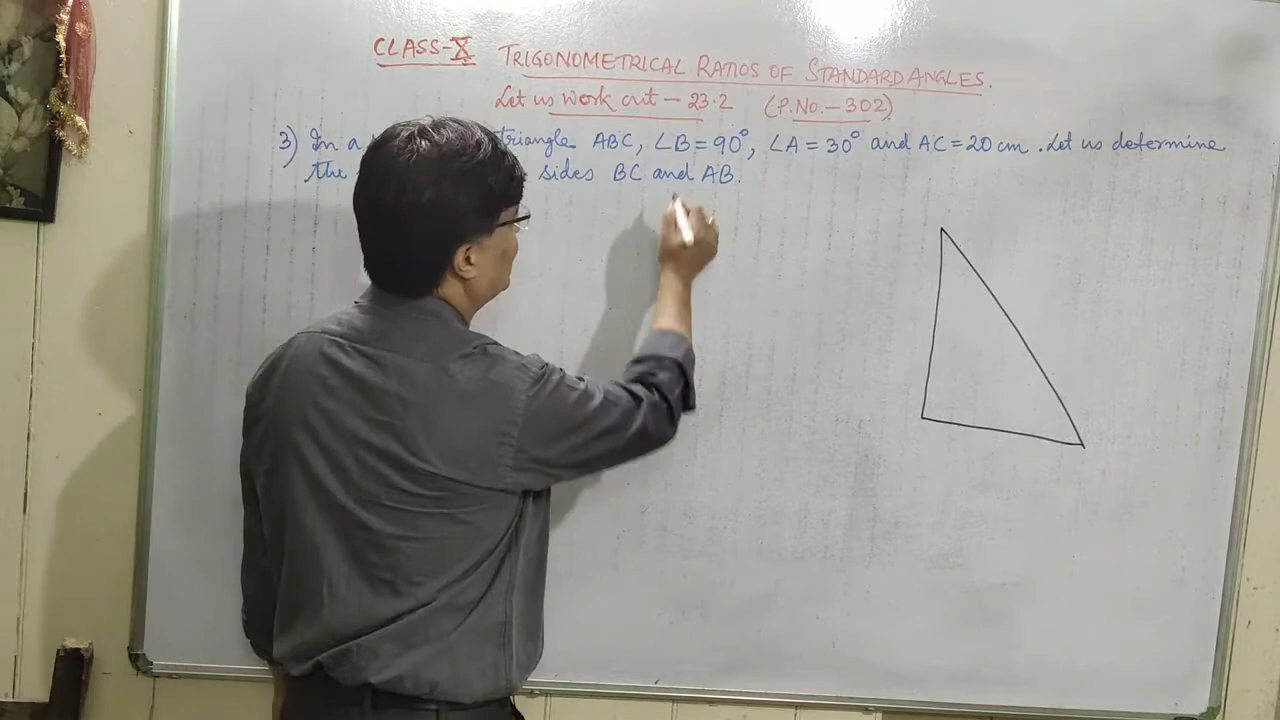 CLASS-X TRIGONOMETRICAL RATIOS OF STANDARD ANGLES.
Let us work out - 23.2 (P.No.-302)
3) In a triangle ABC, ∠B=90°, ∠A=30° and AC=20 cm. Let us determine
the sides BC and AB.